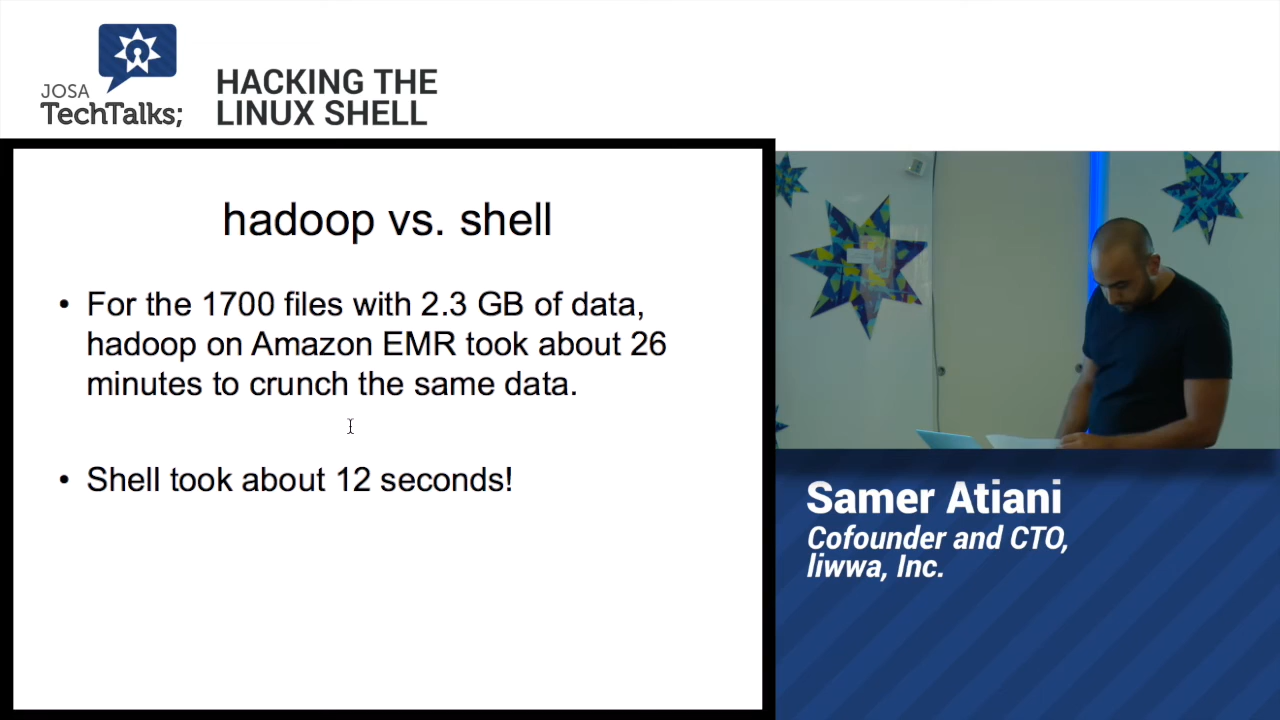 JOSA
TechTalks;
HACKING THE
LINUX SHELL
hadoop vs. shell
• For the 1700 files with 2.3 GB of data,
hadoop on Amazon EMR took about 26
minutes to crunch the same data.
• Shell took about 12 seconds!
Samer Atiani
Cofounder and CTO,
liwwa, Inc.